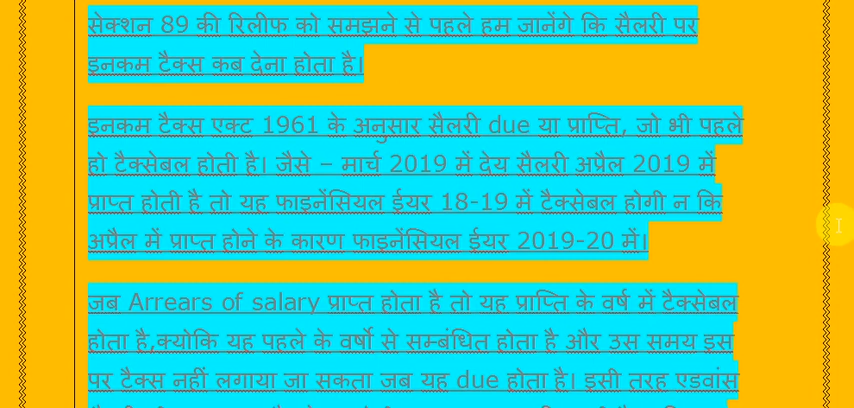 सेक्शन 89 की रिलीफ को समझने से पहले हम जानेंगे कि सैलरी पर
इनकम टैक्स कब देना होता है।
इनकम टैक्स एक्ट 1961 के अनुसार सैलरी due या प्राप्ति, जो भी पहले
हो टैक्सेबल होती है। जैसे – मार्च 2019 में देय सैलरी अप्रैल 2019 में
प्राप्त होती है तो यह फाइनेंसियल ईयर 18-19 में टैक्सेबल होगी न कि
अप्रैल में प्राप्त होने के कारण फाइनेंसियल ईयर 2019-20 में।
जब Arrears of salary प्राप्त होता है तो यह प्राप्ति के वर्ष में टैक्सेबल
होता है,क्योकि यह पहले के वर्षो से सम्बंधित होता है और उस समय इस
पर टैक्स नहीं लगाया जा सकता जब यह due होता है। इसी तरह एडवांस